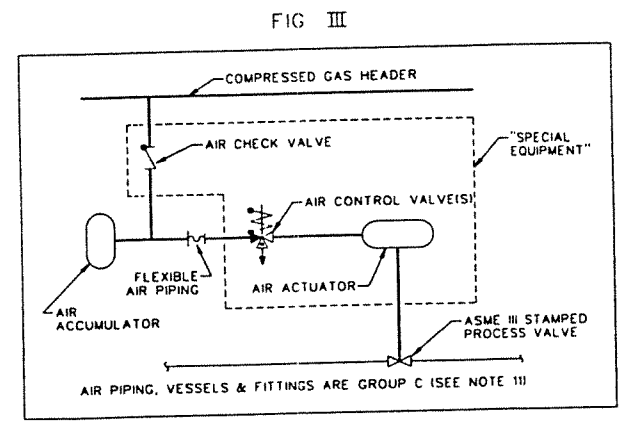 FIG III
COMPRESSED GAS HEADER
AIR CHECK VALVE
"SPECIAL
EQUIPMENT"
AIR CONTROL VALVE(S)
FLEXIBLE
AIR PIPING
AIR ACTUATOR
AIR
ACCUMULATOR
ASME III STAMPED
PROCESS VALVE
AIR PIPING, VESSELS & FITTINGS ARE GROUP C (SEE NOTE 11)